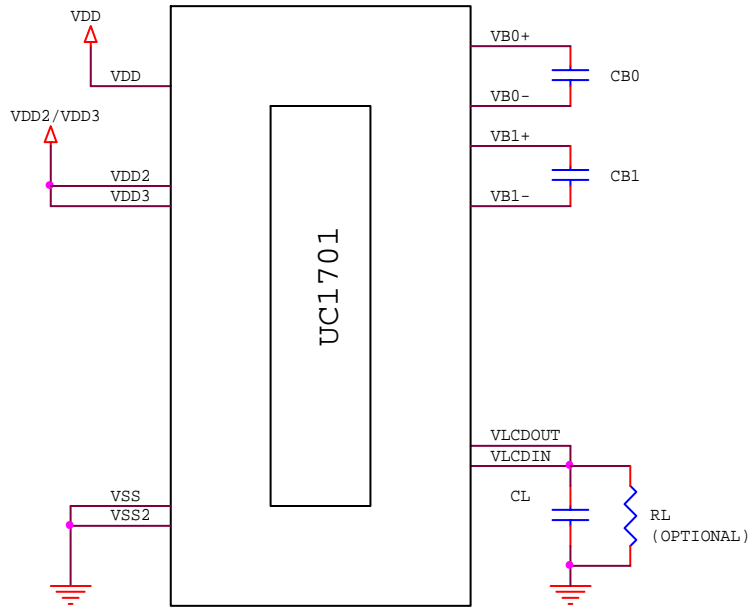 VDD
VDD
VDD2/VDD3
VDD2
VDD3
VSS
VSS2
UC1701
VB0+
VB0-
CB0
VB1+
VB1-
CB1
VLCDOUT
VLCDIN
CL
RL
(OPTIONAL)